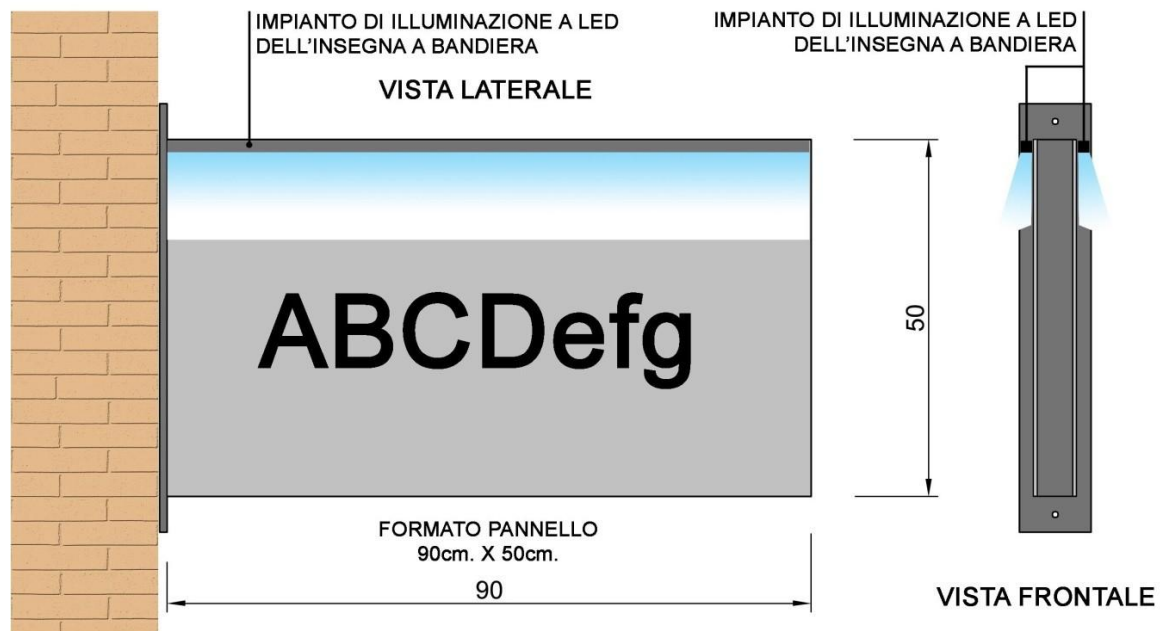 IMPIANTO DI ILLUMINAZIONE A LED
DELL'INSEGNA A BANDIERA
IMPIANTO DI ILLUMINAZIONE A LED
DELL'INSEGNA A BANDIERA
VISTA LATERALE
ABCDefg
50
FORMATO PANNELLO
90cm. X 50cm.
90
VISTA FRONTALE